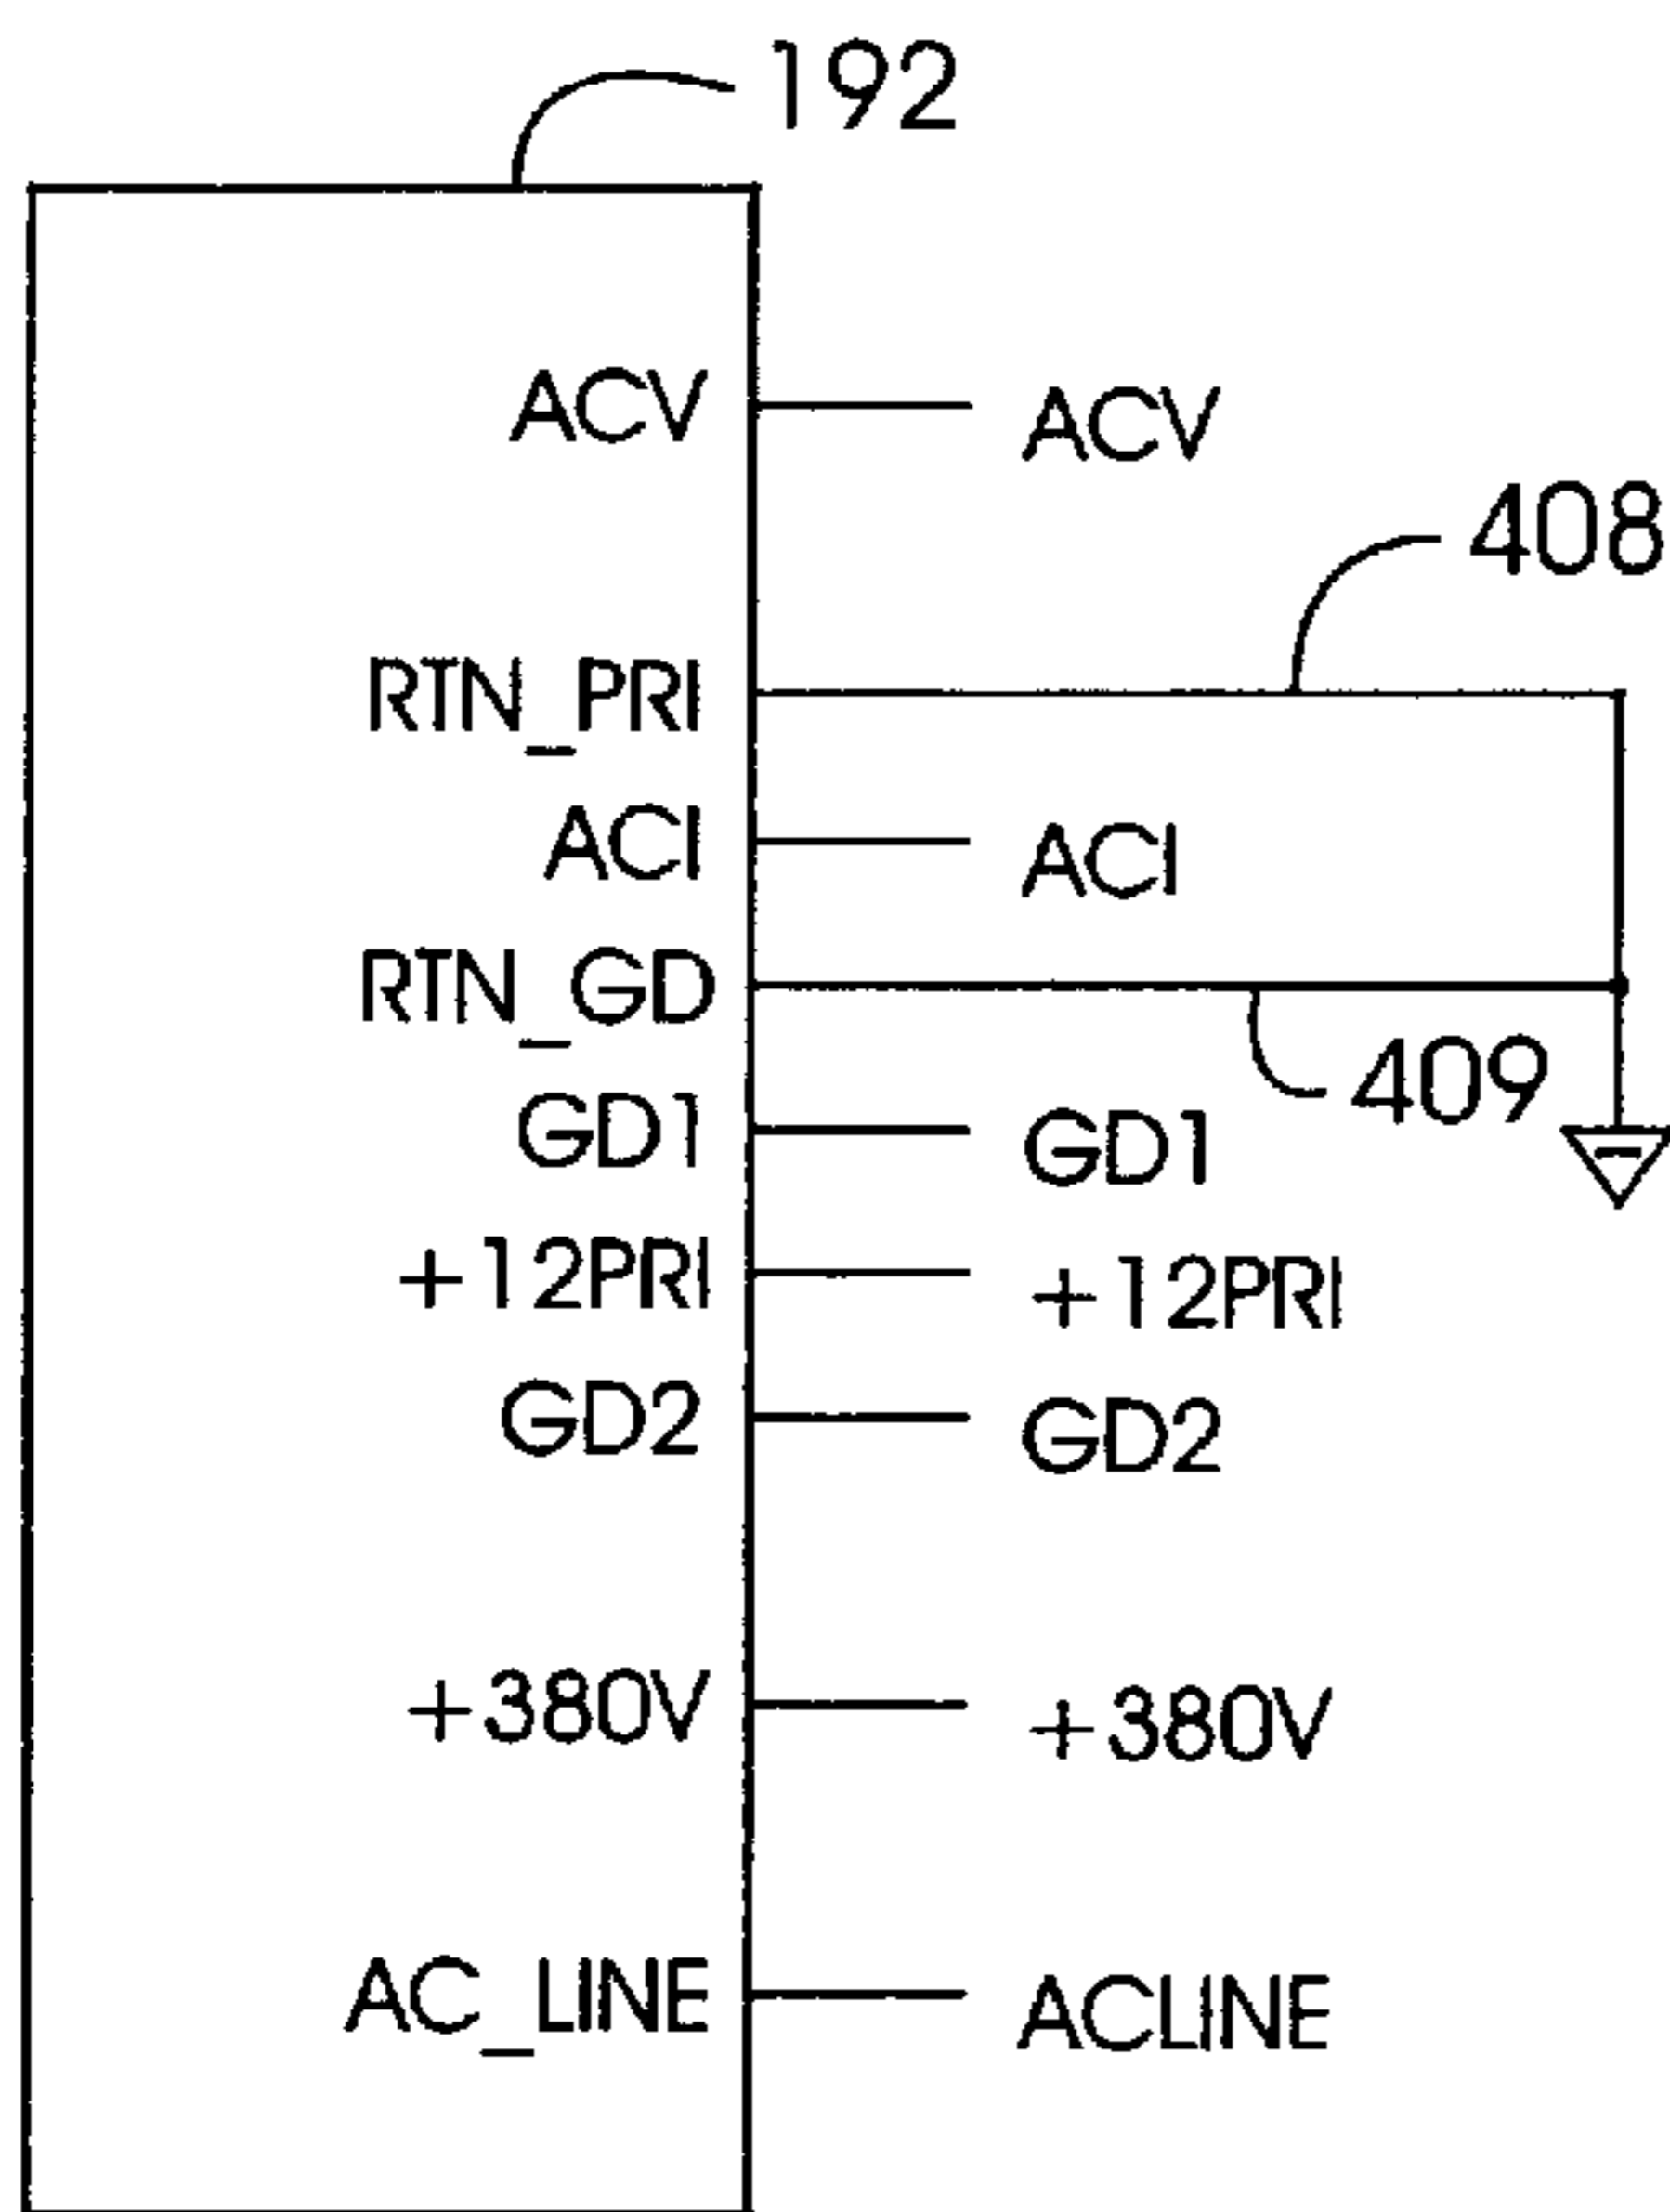 192
ACV
ACV
408
RTN_PRI
ACI
ACI
RTN_GD
409
GD1
GD1
+12PRI
+12PRI
GD2
GD2
+380V
+380V
AC_LINE
ACLINE